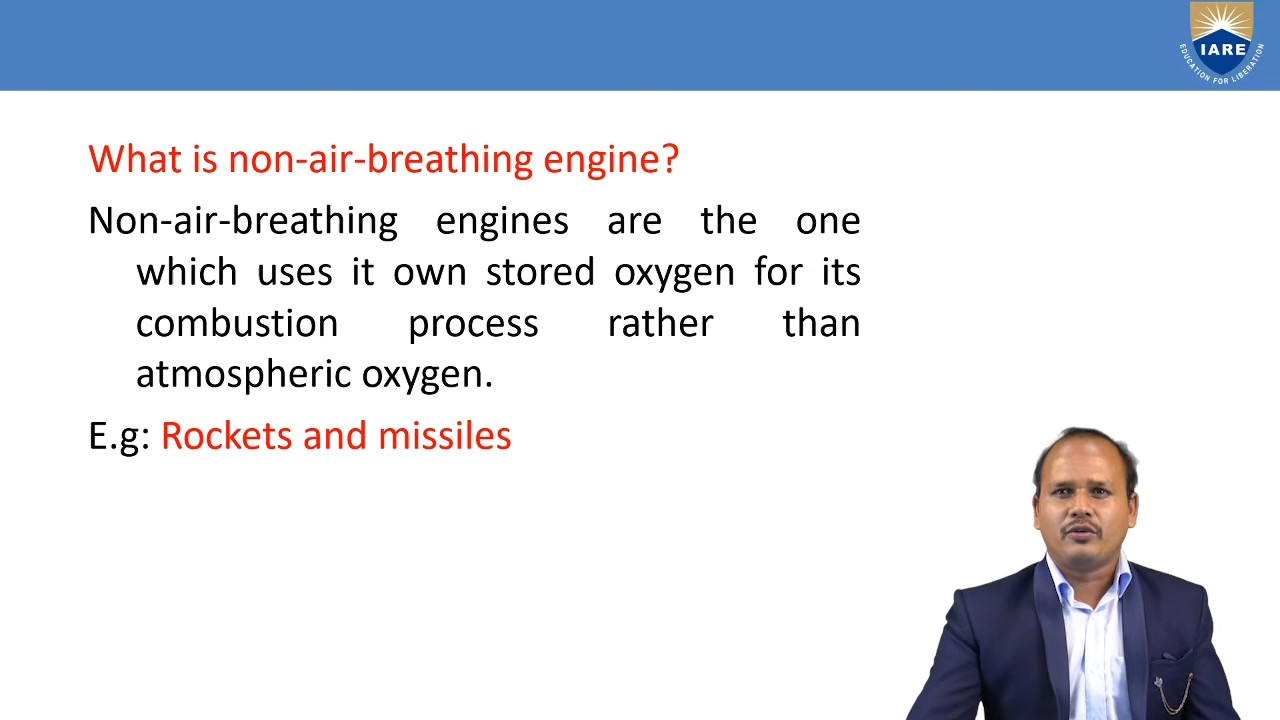 IARE
EDUCATION FOR LIBERATION
What is non-air-breathing engine?
Non-air-breathing engines are the one
which uses it own stored oxygen for its
combustion process rather than
atmospheric oxygen.
E.g: Rockets and missiles